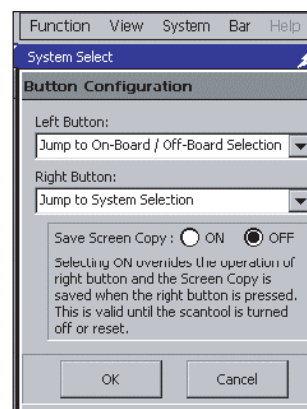 Function View System Bar Help
System Select
Button Configuration
Left Button:
Jump to On-Board / Off-Board Selection
Right Button:
Jump to System Selection
Save Screen Copy : ON OFF
Selecting ON overrides the operation of
right button and the Screen Copy is
saved when the right button is pressed.
This is valid until the scantool is turned
off or reset.
OK Cancel